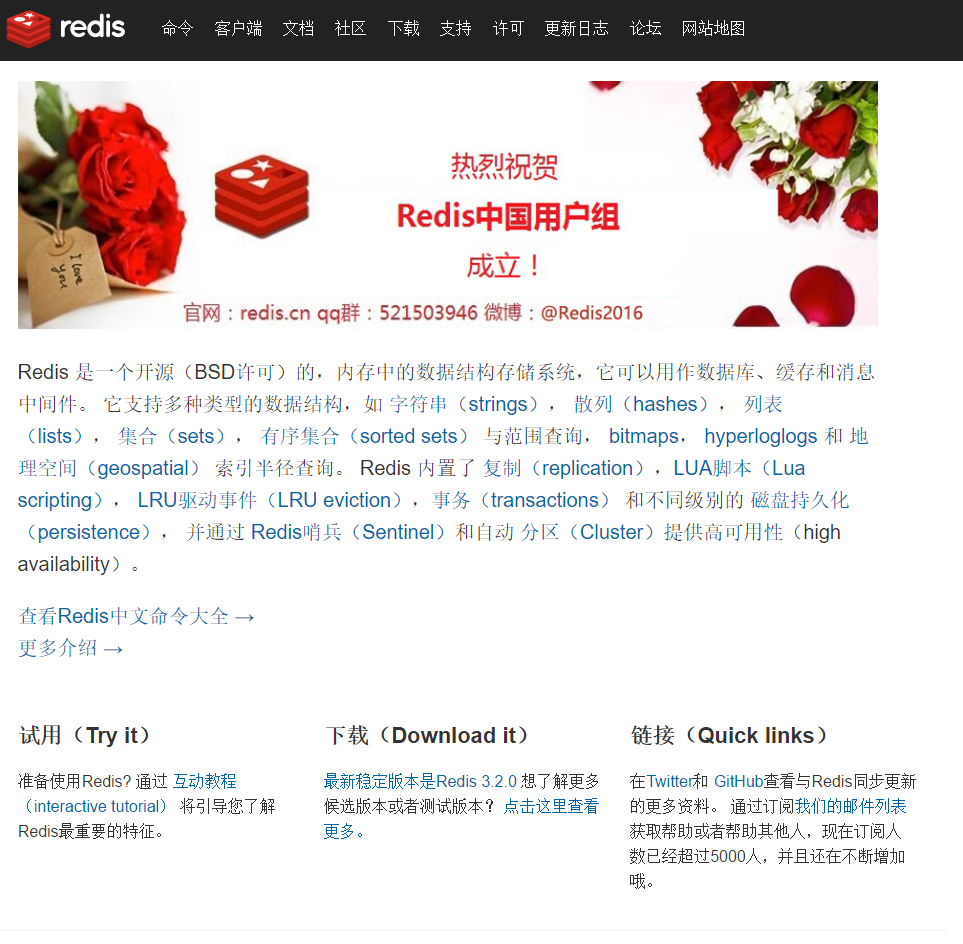 redis 命令 客户端 文档 社区 下载 支持 许可 更新日志 论坛 网站地图
热烈祝贺
Redis中国用户组
成立！
I love
you
官网：redis.cn qq群：521503946 微博：@Redis2016
Redis 是一个开源（BSD许可）的，内存中的数据结构存储系统，它可以用作数据库、缓存和消息
中间件。 它支持多种类型的数据结构，如 字符串（strings）， 散列（hashes）， 列表
（lists）， 集合（sets）， 有序集合（sorted sets） 与范围查询， bitmaps， hyperloglogs 和 地
理空间（geospatial） 索引半径查询。 Redis 内置了 复制（replication），LUA脚本（Lua
scripting）， LRU驱动事件（LRU eviction），事务（transactions） 和不同级别的 磁盘持久化
（persistence）， 并通过 Redis哨兵（Sentinel）和自动 分区（Cluster）提供高可用性（high
availability）。
查看Redis中文命令大全 →
更多介绍 →
试用（Try it）
准备使用Redis? 通过 互动教程
（interactive tutorial） 将引导您了解
Redis最重要的特征。
下载（Download it）
最新稳定版本是Redis 3.2.0 想了解更多
候选版本或者测试版本？ 点击这里查看
更多。
链接（Quick links）
在Twitter和 GitHub查看与Redis同步更新
的更多资料。 通过订阅我们的邮件列表
获取帮助或者帮助其他人，现在订阅人
数已经超过5000人，并且还在不断增加
哦。